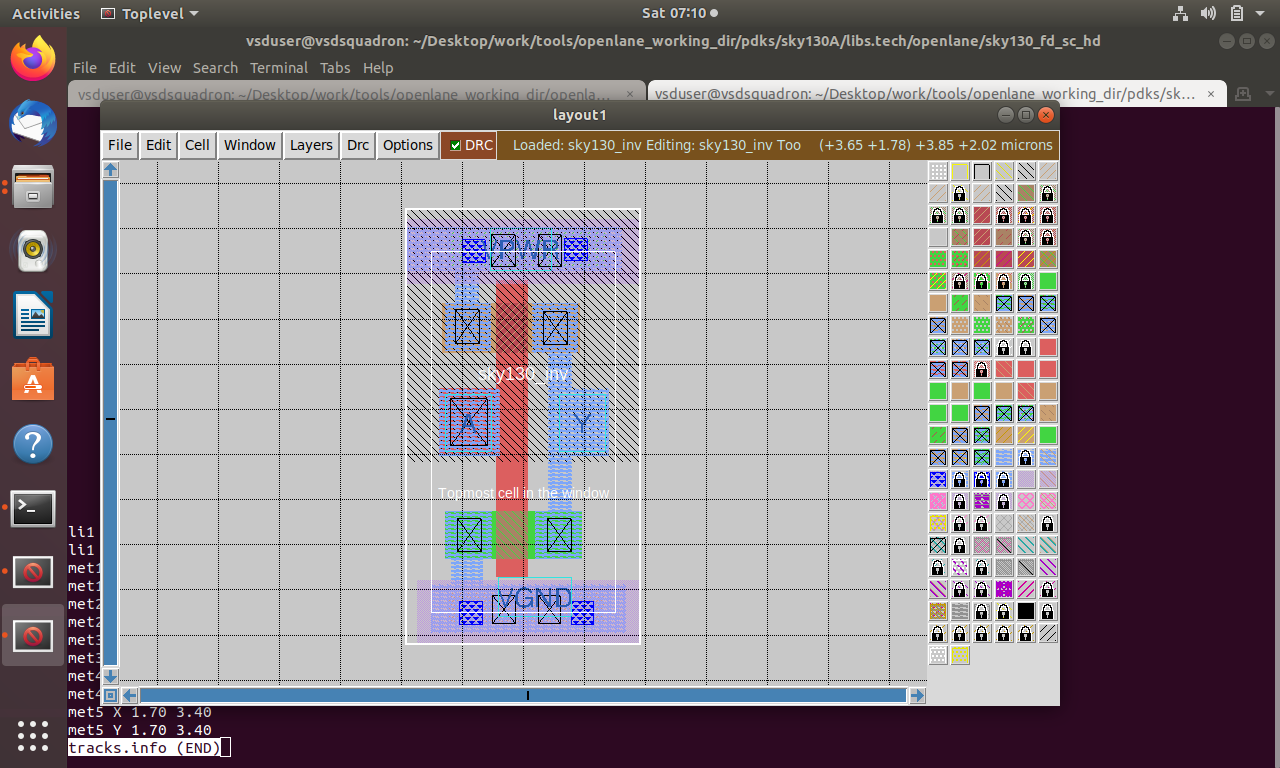 Activities Toplevel Sat 07:10
vsduser@vsdsquadron: ~/Desktop/work/tools/openlane_working_dir/pdks/sky130A/libs.tech/openlane/sky130_fd_sc_hd
File Edit View Search Terminal Tabs Help
vsduser@vsdsquadron: ~/Desktop/work/tools/openlane_working_dir/openla... × vsduser@vsdsquadron: ~/Desktop/work/tools/openlane_working_dir/pdks/sk... ×
layout1
File Edit Cell Window Layers Drc Options DRC Loaded: sky130_inv Editing: sky130_inv Too (+3.65 +1.78) +3.85 +2.02 microns
VPWR
sky130_inv
A Y
Topmost cell in the window
VGND
li1
li1
met1
met1
met2
met2
met3
met3
met4
met4
met5 X 1.70 3.40
met5 Y 1.70 3.40
tracks.info (END)